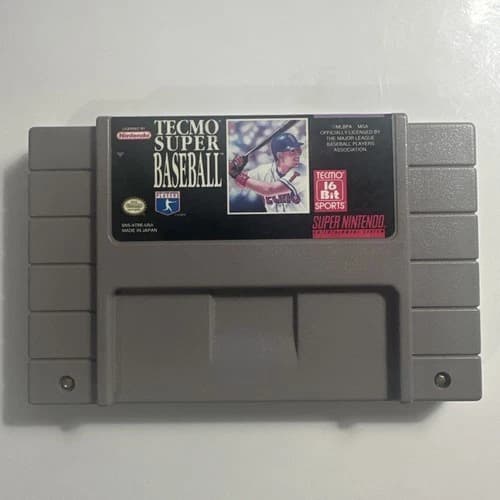 LICENSED BY
Nintendo
TECMO
SUPER
BASEBALL
PLAYERS
SNS-ATBE-USA
MADE IN JAPAN
©MLBPA MSA
OFFICIALLY LICENSED BY
THE MAJOR LEAGUE
BASEBALL PLAYERS
ASSOCIATION.
TECMO
16
Bit
SPORTS
SUPER NINTENDO
ENTERTAINMENT SYSTEM